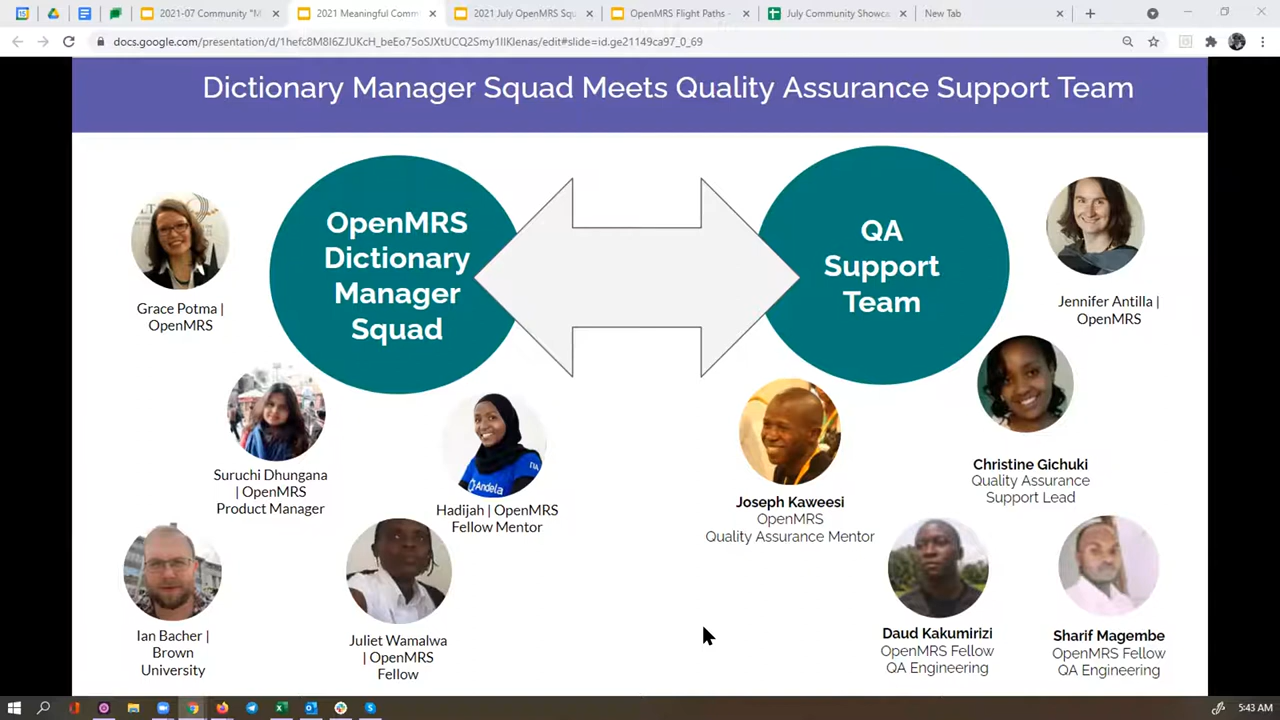 2021-07 Community "M
2021 Meaningful Comm
2021 July OpenMRS Squ
OpenMRS Flight Paths -
July Community Showca
New Tab
docs.google.com/presentation/d/1hefc8M8I6ZJUKcH_beEo75oSJXtUCQ2Smy1IlKlenas/edit#slide=id.ge21149ca97_0_69
Dictionary Manager Squad Meets Quality Assurance Support Team
OpenMRS
Dictionary
Manager
Squad
QA
Support
Team
Grace Potma |
OpenMRS
Jennifer Antilla |
OpenMRS
Suruchi Dhungana
| OpenMRS
Product Manager
Andela
Hadijah | OpenMRS
Fellow Mentor
Joseph Kaweesi
OpenMRS
Quality Assurance Mentor
Christine Gichuki
Quality Assurance
Support Lead
Ian Bacher |
Brown
University
Juliet Wamalwa
| OpenMRS
Fellow
Daud Kakumirizi
OpenMRS Fellow
QA Engineering
Sharif Magembe
OpenMRS Fellow
QA Engineering
5:43 AM